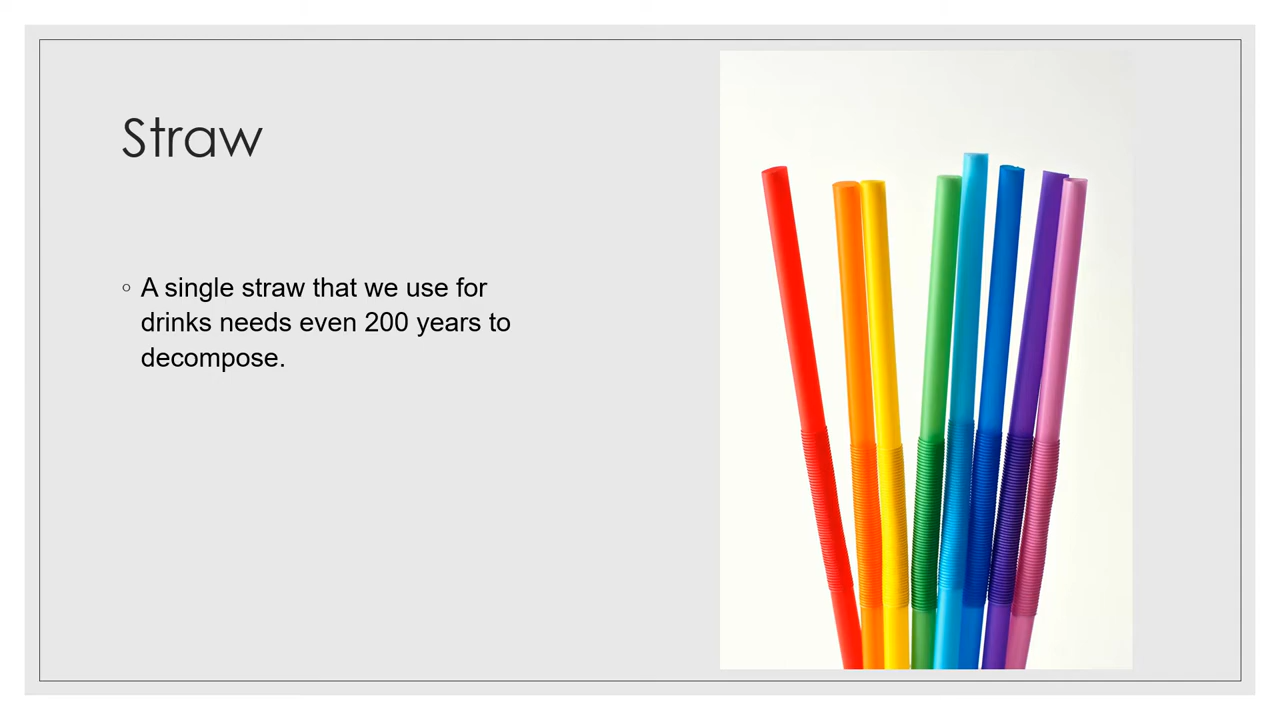 Straw
◦ A single straw that we use for
drinks needs even 200 years to
decompose.